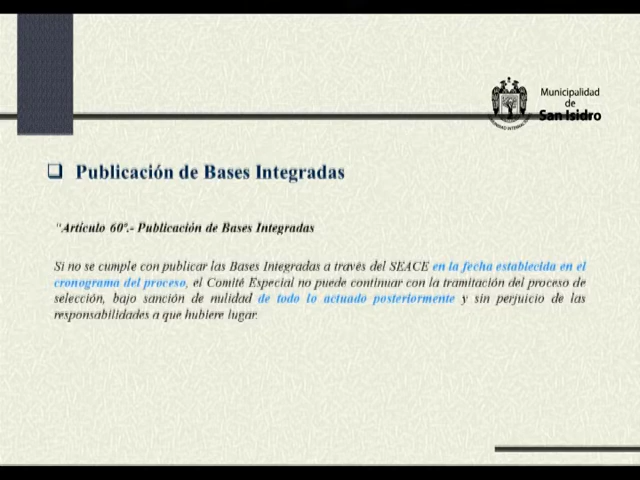 Municipalidad
de
San Isidro
Publicación de Bases Integradas
"Artículo 60º.- Publicación de Bases Integradas
Si no se cumple con publicar las Bases Integradas a través del SEACE en la fecha establecida en el
cronograma del proceso, el Comité Especial no puede continuar con la tramitación del proceso de
selección, bajo sanción de nulidad de todo lo actuado posteriormente y sin perjuicio de las
responsabilidades a que hubiere lugar.